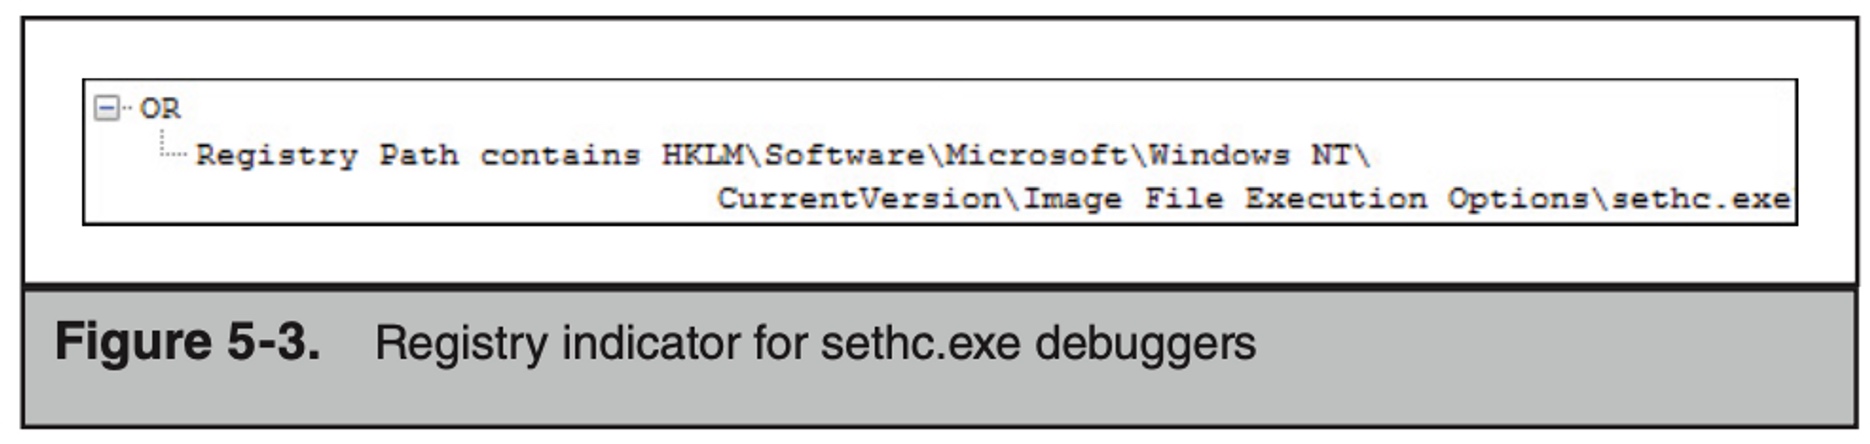 OR
Registry Path contains HKLM\Software\Microsoft\Windows NT\
CurrentVersion\Image File Execution Options\sethc.exe
Figure 5-3. Registry indicator for sethc.exe debuggers